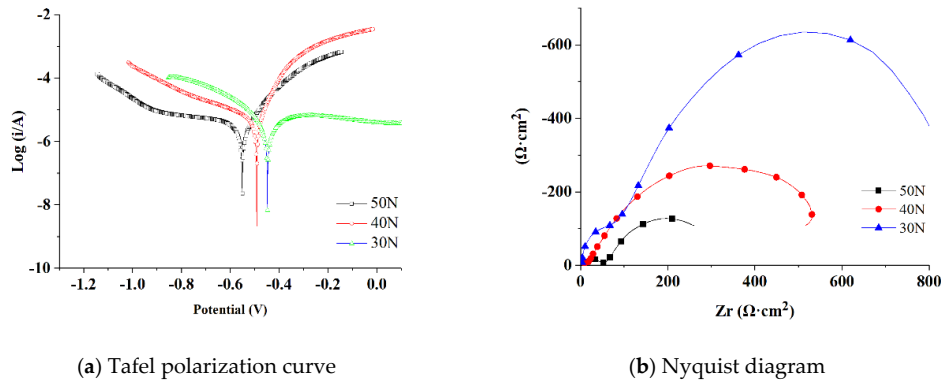 -2
-4
-6
-8
-10
Log (i/A)
-1.2 -1.0 -0.8 -0.6 -0.4 -0.2 0.0
Potential (V)
50N
40N
30N
(a) Tafel polarization curve
-600
-400
-200
0
(Ω·cm²)
0 200 400 600 800
Zr (Ω·cm²)
50N
40N
30N
(b) Nyquist diagram